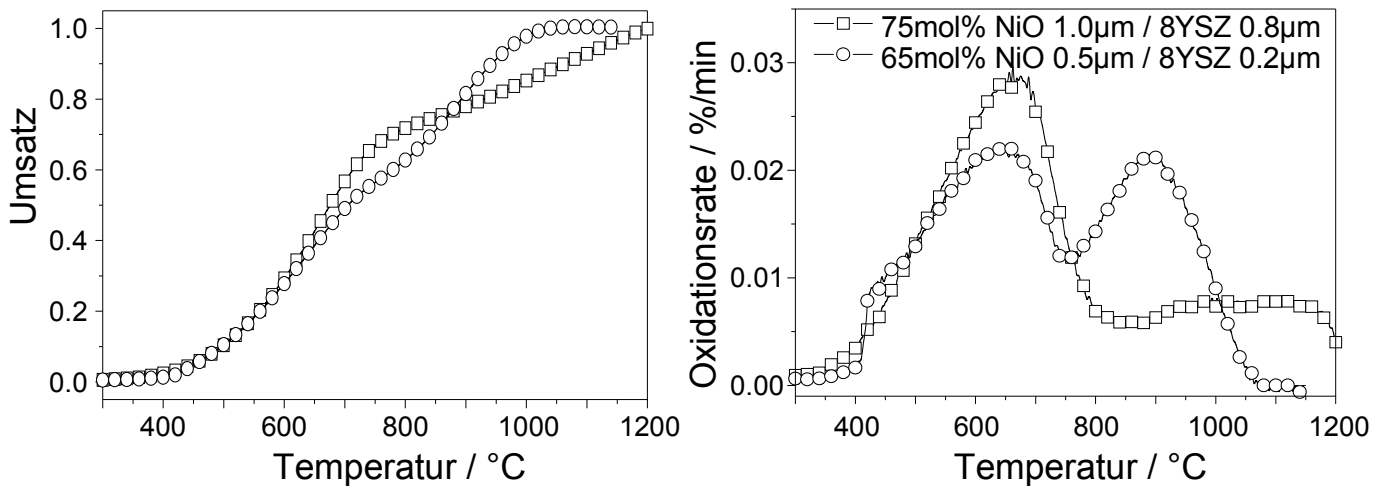 1.0
0.8
0.6
0.4
0.2
0.0
Umsatz
400 600 800 1000 1200
Temperatur / °C
75mol% NiO 1.0µm / 8YSZ 0.8µm
65mol% NiO 0.5µm / 8YSZ 0.2µm
0.03
0.02
0.01
0.00
Oxidationsrate / %/min
400 600 800 1000 1200
Temperatur / °C